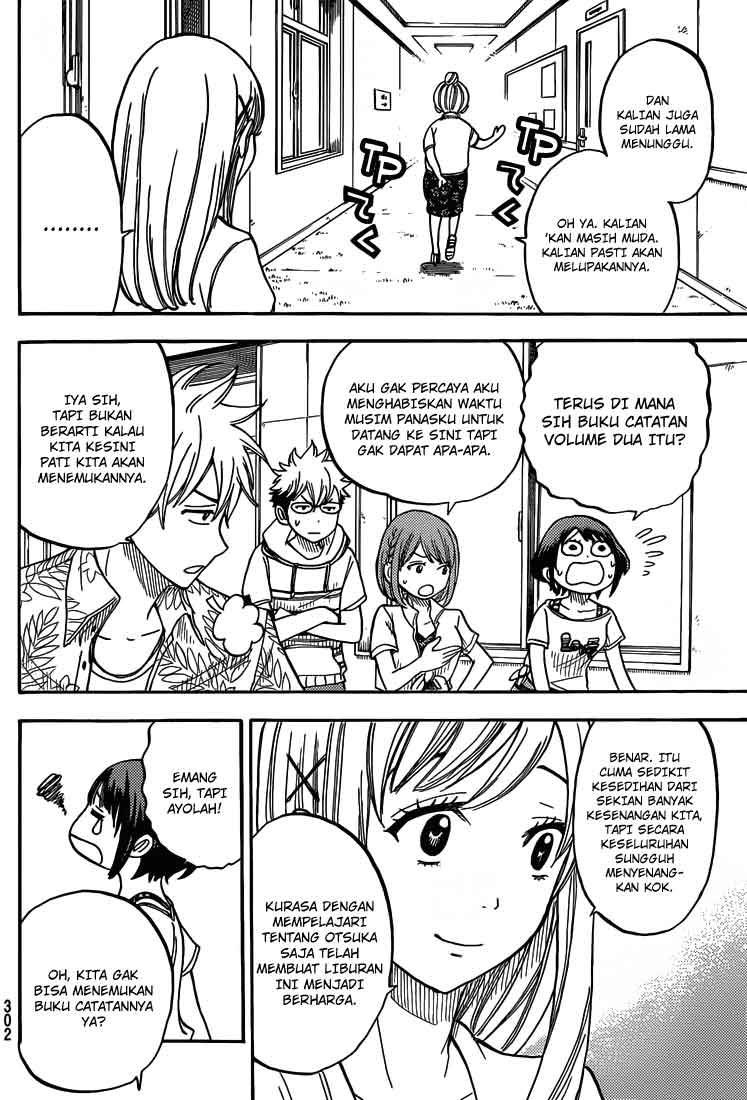 DAN
KALIAN JUGA
SUDAH LAMA
MENUNGGU.
OH YA. KALIAN
'KAN MASIH MUDA.
KALIAN PASTI AKAN
MELUPAKANNYA.
TP
てく
TP
てく
.........
TERUS DI MANA
SIH BUKU CATATAN
VOLUME DUA ITU?
AKU GAK PERCAYA AKU
MENGHABISKAN WAKTU
MUSIM PANASKU UNTUK
DATANG KE SINI TAPI
GAK DAPAT APA-APA.
IYA SIH,
TAPI BUKAN
BERARTI KALAU
KITA KESINI
PATI KITA AKAN
MENEMUKANNYA.
BENAR. ITU
CUMA SEDIKIT
KESEDIHAN DARI
SEKIAN BANYAK
KESENANGAN KITA,
TAPI SECARA
KESELURUHAN
SUNGGUH
MENYENANG-
KAN KOK.
KURASA DENGAN
MEMPELAJARI
TENTANG OTSUKA
SAJA TELAH
MEMBUAT LIBURAN
INI MENJADI
BERHARGA.
EMANG
SIH, TAPI
AYOLAH!
OH, KITA GAK
BISA MENEMUKAN
BUKU CATATANNYA
YA?
302